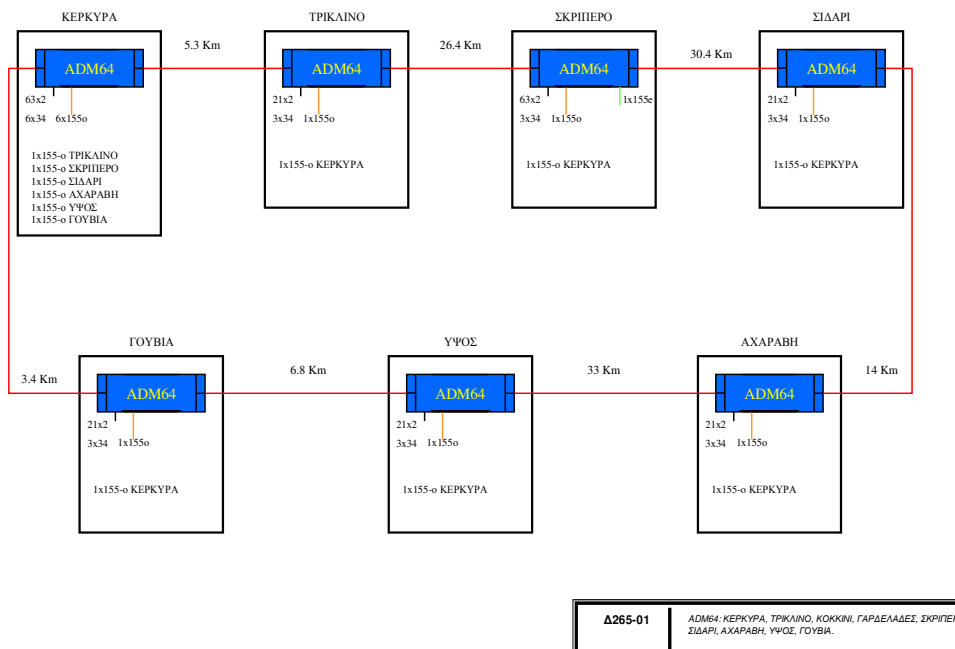 ΚΕΡΚΥΡΑ
ΤΡΙΚΛΙΝΟ
ΣΚΡΙΠΕΡΟ
ΣΙΔΑΡΙ
5.3 Km
26.4 Km
30.4 Km
ADM64
ADM64
ADM64
ADM64
63x2
6x34 6x155o
21x2
3x34 1x155o
63x2
1x155e
3x34 1x155o
21x2
3x34 1x155o
1x155-o ΤΡΙΚΛΙΝΟ
1x155-o ΣΚΡΙΠΕΡΟ
1x155-o ΣΙΔΑΡΙ
1x155-o ΑΧΑΡΑΒΗ
1x155-o ΥΨΟΣ
1x155-o ΓΟΥΒΙΑ
1x155-o ΚΕΡΚΥΡΑ
1x155-o ΚΕΡΚΥΡΑ
1x155-o ΚΕΡΚΥΡΑ
ΓΟΥΒΙΑ
ΥΨΟΣ
ΑΧΑΡΑΒΗ
3.4 Km
6.8 Km
33 Km
14 Km
ADM64
ADM64
ADM64
21x2
3x34 1x155o
21x2
3x34 1x155o
21x2
3x34 1x155o
1x155-o ΚΕΡΚΥΡΑ
1x155-o ΚΕΡΚΥΡΑ
1x155-o ΚΕΡΚΥΡΑ
Δ265-01
ADM64: ΚΕΡΚΥΡΑ, ΤΡΙΚΛΙΝΟ, ΚΟΚΚΙΝΙ, ΓΑΡΔΕΛΑΔΕΣ,
ΣΙΔΑΡΙ, ΑΧΑΡΑΒΗ, ΥΨΟΣ, ΓΟΥΒΙΑ.